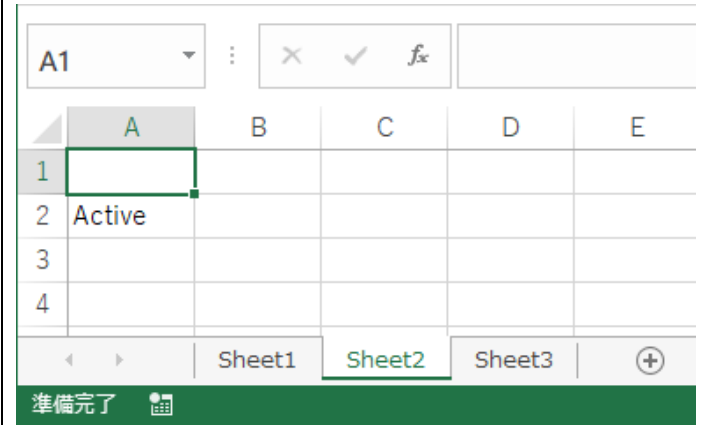 A1 fx
A B C D E
1
2 Active
3
4
Sheet1 Sheet2 Sheet3
準備完了